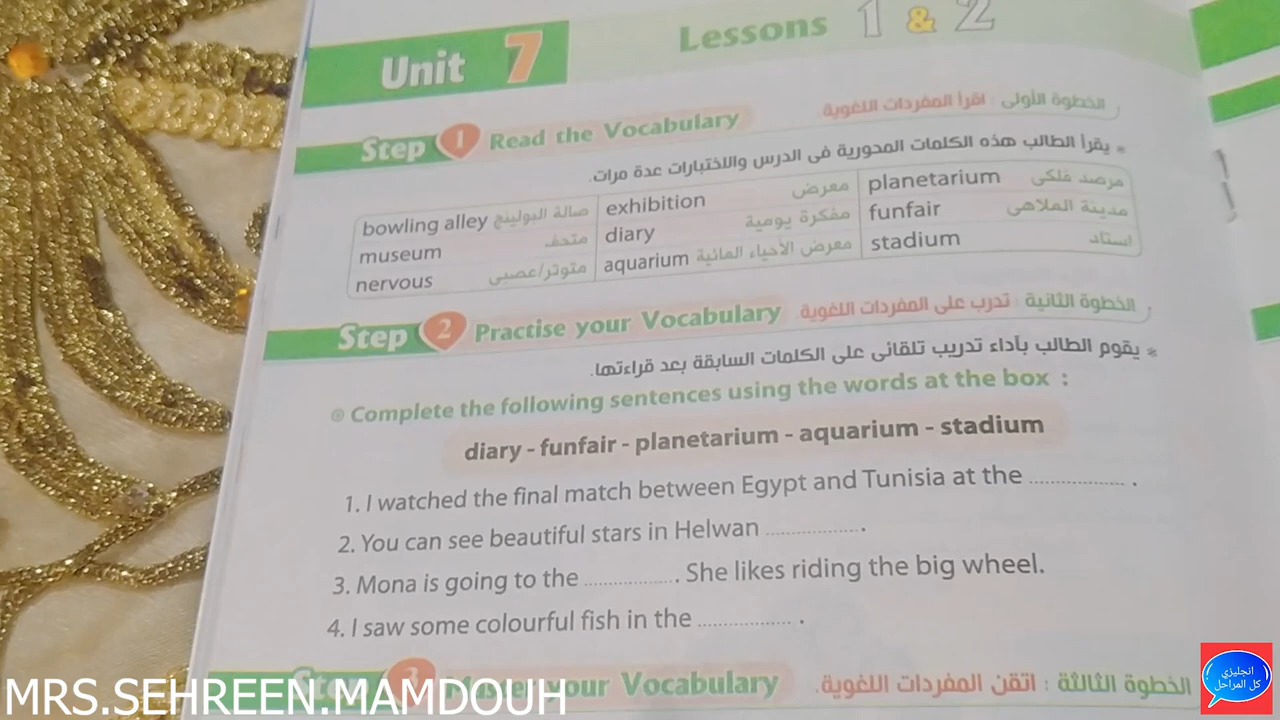 Unit 7 Lessons 1 & 2
Step 1 Read the Vocabulary الخطوة الأولى : اقرأ المفردات اللغوية
* يقرأ الطالب هذه الكلمات المحورية فى الدرس والاختبارات عدة مرات.
bowling alley صالة البولينج exhibition معرض planetarium مرصد فلكى
museum متحف diary مفكرة يومية funfair مدينة الملاهى
nervous متوتر/عصبى aquarium معرض الأحياء المائية stadium استاد
Step 2 Practise your Vocabulary الخطوة الثانية : تدرب على المفردات اللغوية.
* يقوم الطالب بأداء تدريب تلقائى على الكلمات السابقة بعد قراءتها.
Complete the following sentences using the words at the box :
diary - funfair - planetarium - aquarium - stadium
1. I watched the final match between Egypt and Tunisia at the .................... .
2. You can see beautiful stars in Helwan .................... .
3. Mona is going to the .................... . She likes riding the big wheel.
4. I saw some colourful fish in the .................... .
Step 3 your Vocabulary الخطوة الثالثة : اتقن المفردات اللغوية.
MRS.SEHREEN.MAMDOUH
انجليزي
كل المراحل